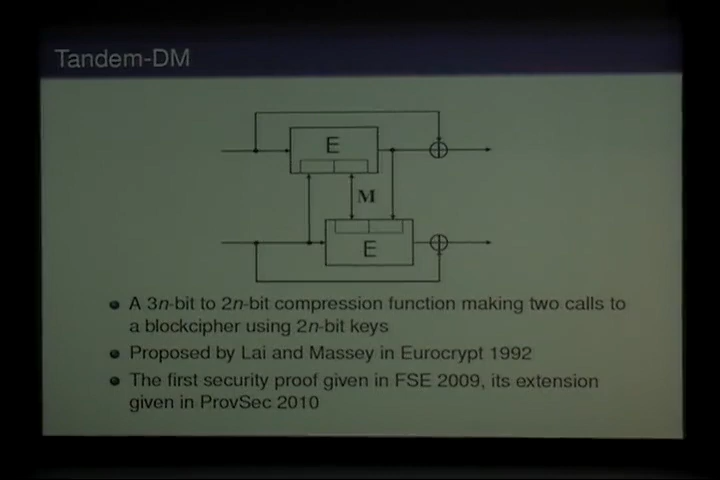 Tandem-DM
E
M
E
A 3n-bit to 2n-bit compression function making two calls to
a blockcipher using 2n-bit keys
Proposed by Lai and Massey in Eurocrypt 1992
The first security proof given in FSE 2009, its extension
given in ProvSec 2010